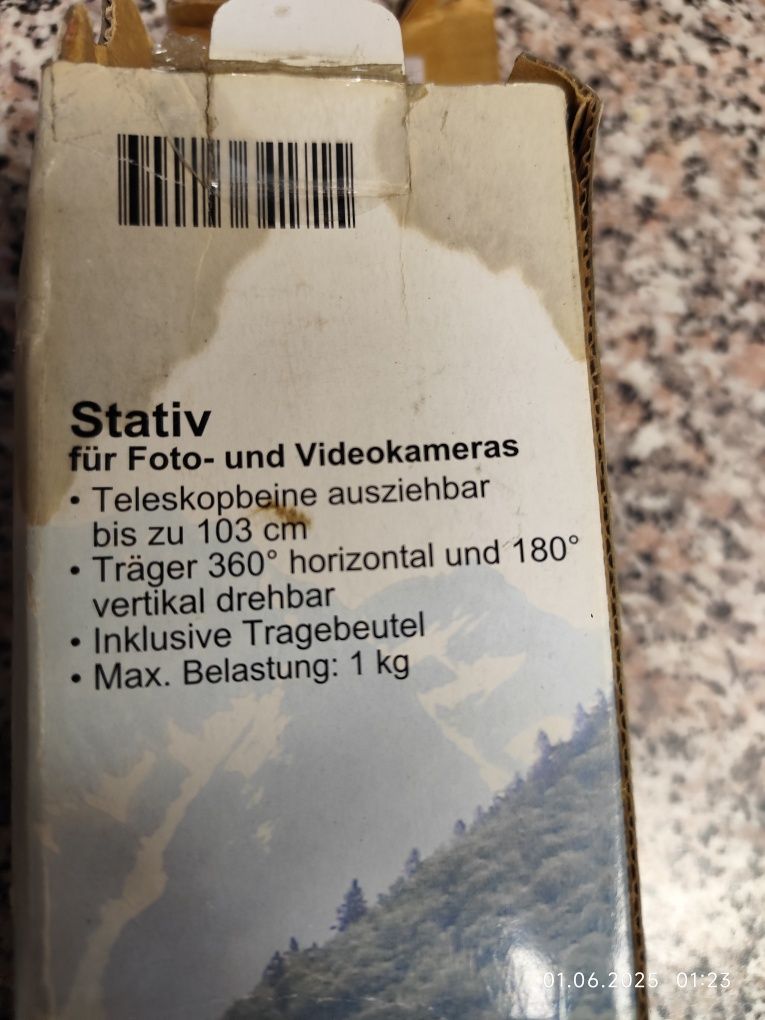 Stativ
für Foto- und Videokameras
• Teleskopbeine ausziehbar
bis zu 103 cm
• Träger 360° horizontal und 180°
vertikal drehbar
• Inklusive Tragebeutel
• Max. Belastung: 1 kg
01.06.2025 01:23